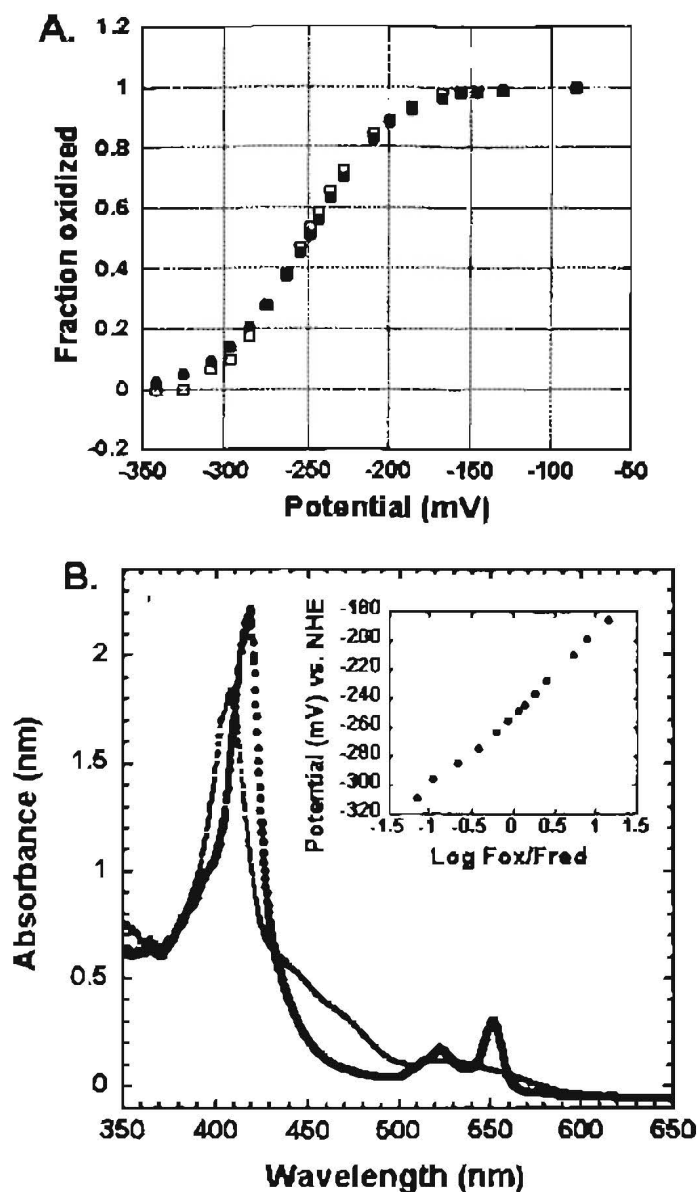 A.
1.2
1
0.8
0.6
0.4
0.2
0
-0.2
Fraction oxidized
-350 -300 -250 -200 -150 -100 -50
Potential (mV)
B.
2
1.5
1
0.5
0
Absorbance (nm)
350 400 450 500 550 600 650
Wavelength (nm)
-180
-200
-220
-240
-260
-280
-300
-320
Potential (mV) vs. NHE
-1.5 -1 -0.5 0 0.5 1 1.5
Log Fox/Fred